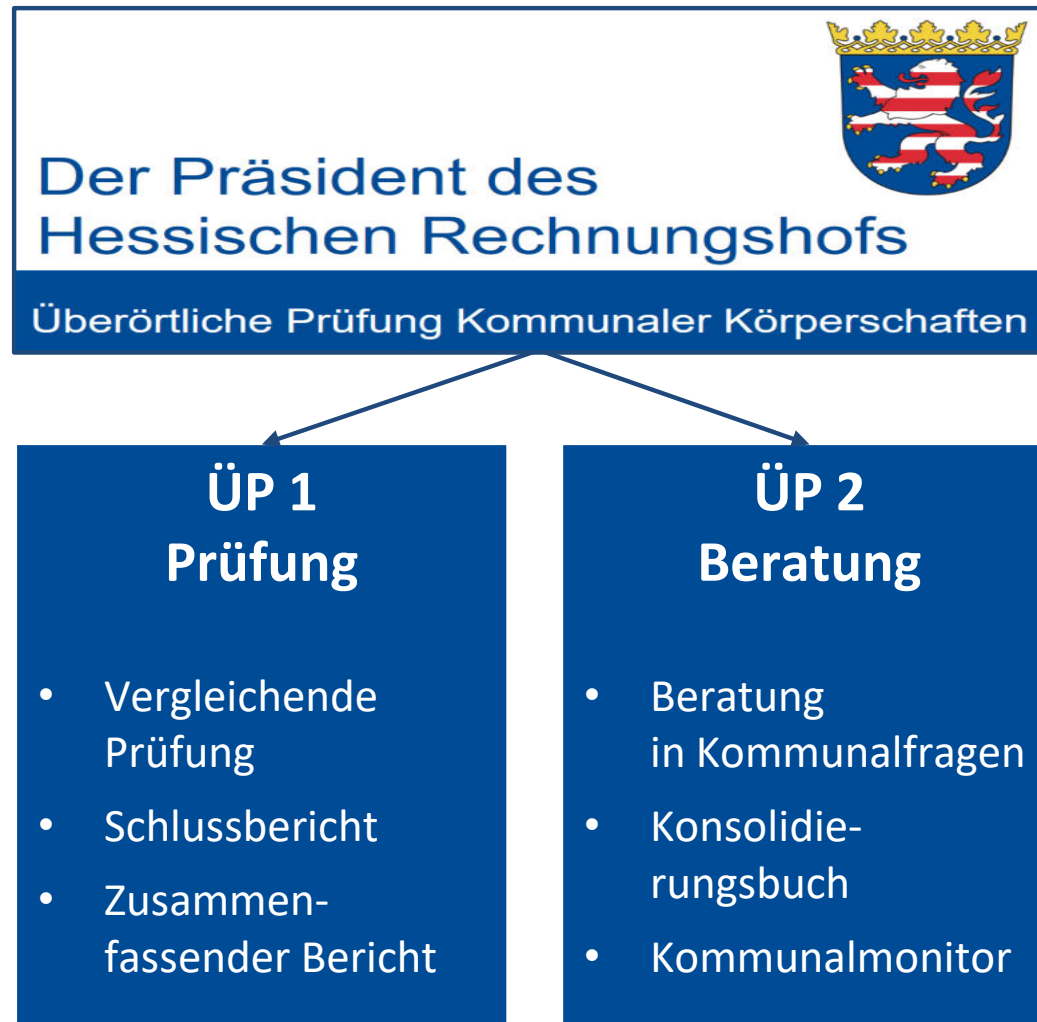 Der Präsident des
Hessischen Rechnungshofs
Überörtliche Prüfung Kommunaler Körperschaften
ÜP 1
Prüfung
• Vergleichende
Prüfung
• Schlussbericht
• Zusammen-
fassender Bericht
ÜP 2
Beratung
• Beratung
in Kommunalfragen
• Konsolidie-
rungsbuch
• Kommunalmonitor